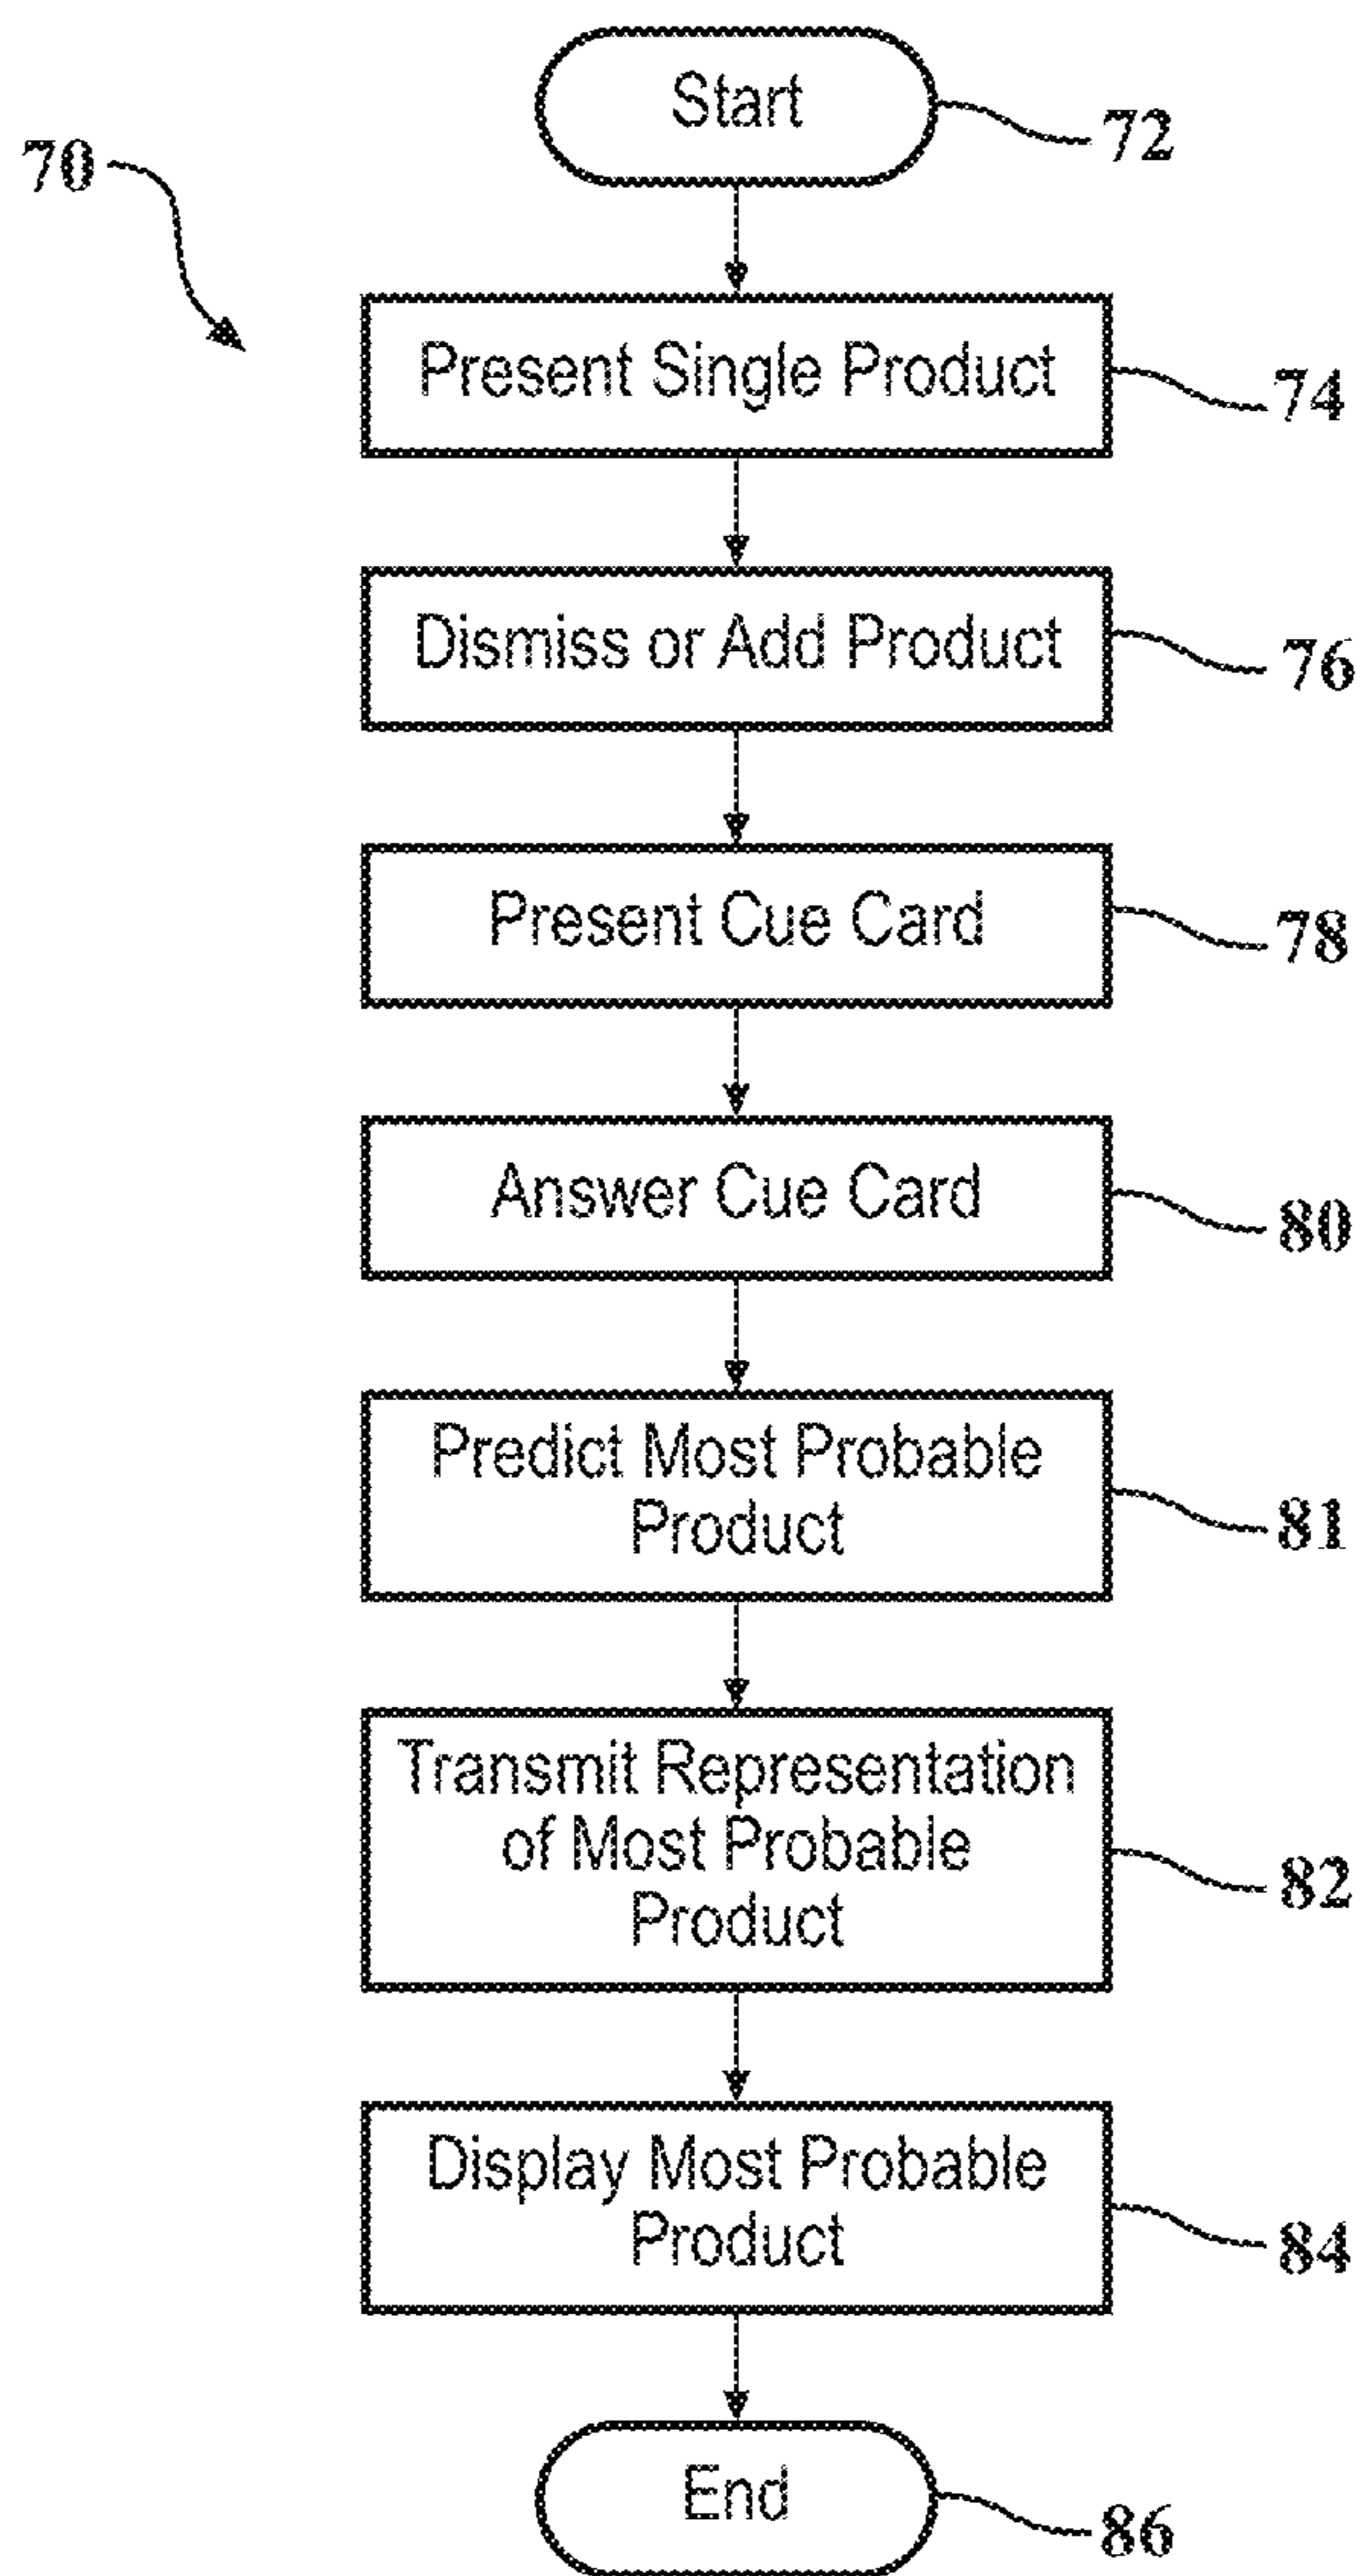 Start
72
70
Present Single Product
74
Dismiss or Add Product
76
Present Cue Card
78
Answer Cue Card
80
Predict Most Probable
Product
81
Transmit Representation
of Most Probable
Product
82
Display Most Probable
Product
84
End
86